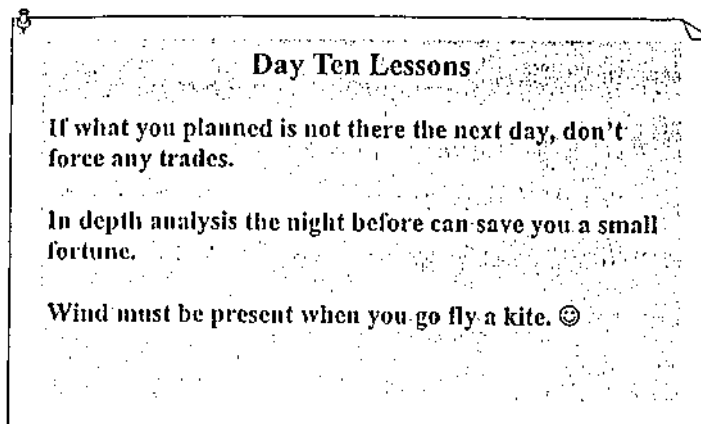 Day Ten Lessons
If what you planned is not there the next day, don't
force any trades.
In depth analysis the night before can save you a small
fortune.
Wind must be present when you go fly a kite. ☺